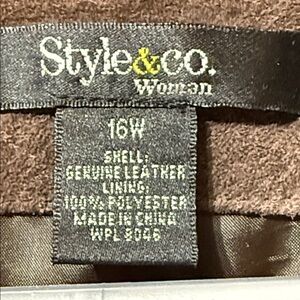 Style&co.
Woman
16W
SHELL:
GENUINE LEATHER
LINING:
100% POLYESTER
MADE IN CHINA
WPL 8046